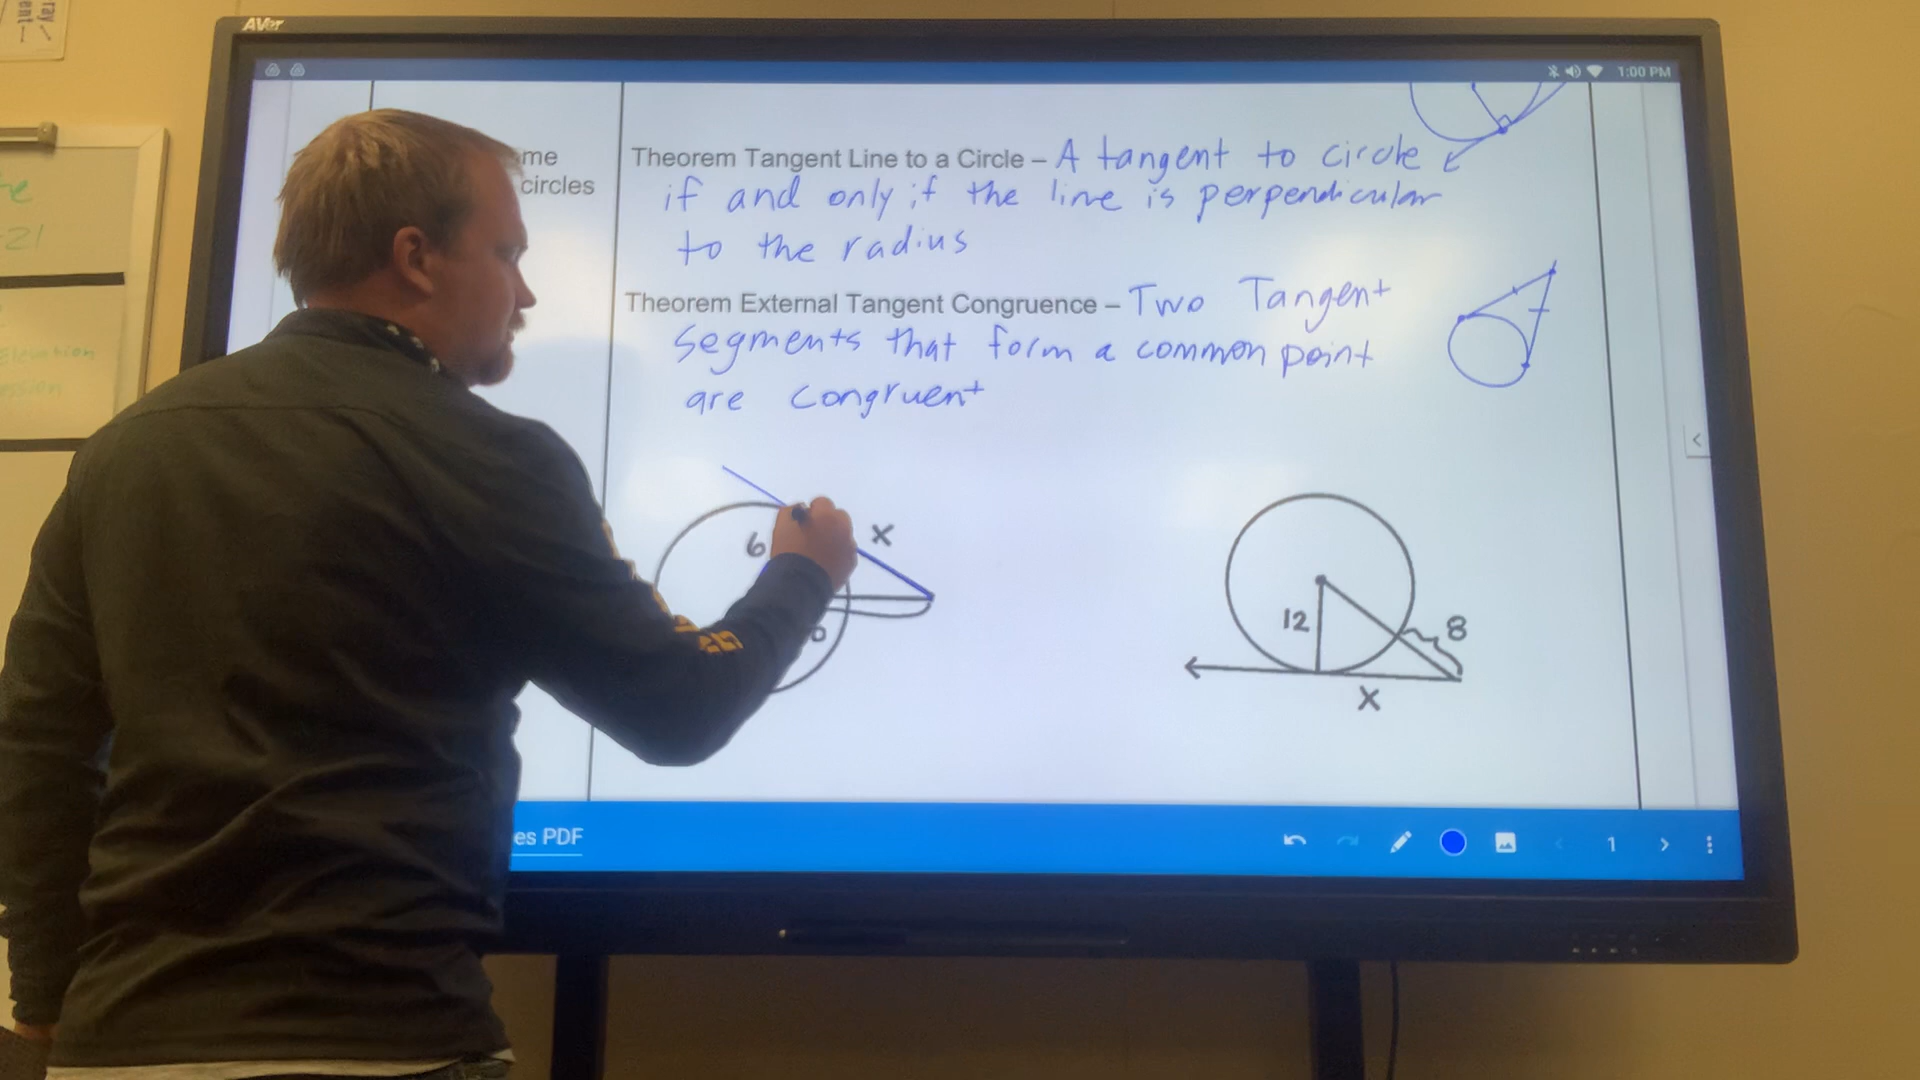 AVer
1:00 PM
me
circles
Theorem Tangent Line to a Circle – A tangent to circle
if and only if the line is perpendicular
to the radius
Theorem External Tangent Congruence – Two Tangent
segments that form a common point
are congruent
6
x
12
8
x
es PDF
1